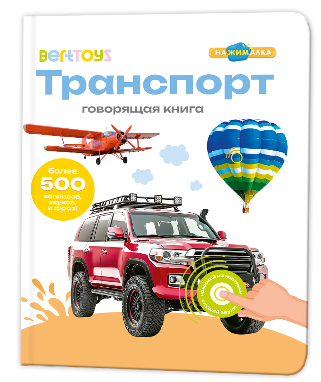 BertToys
НАЖИМАЛКА
Транспорт
говорящая книга
более
500
вопросов,
звуков,
и фраз!